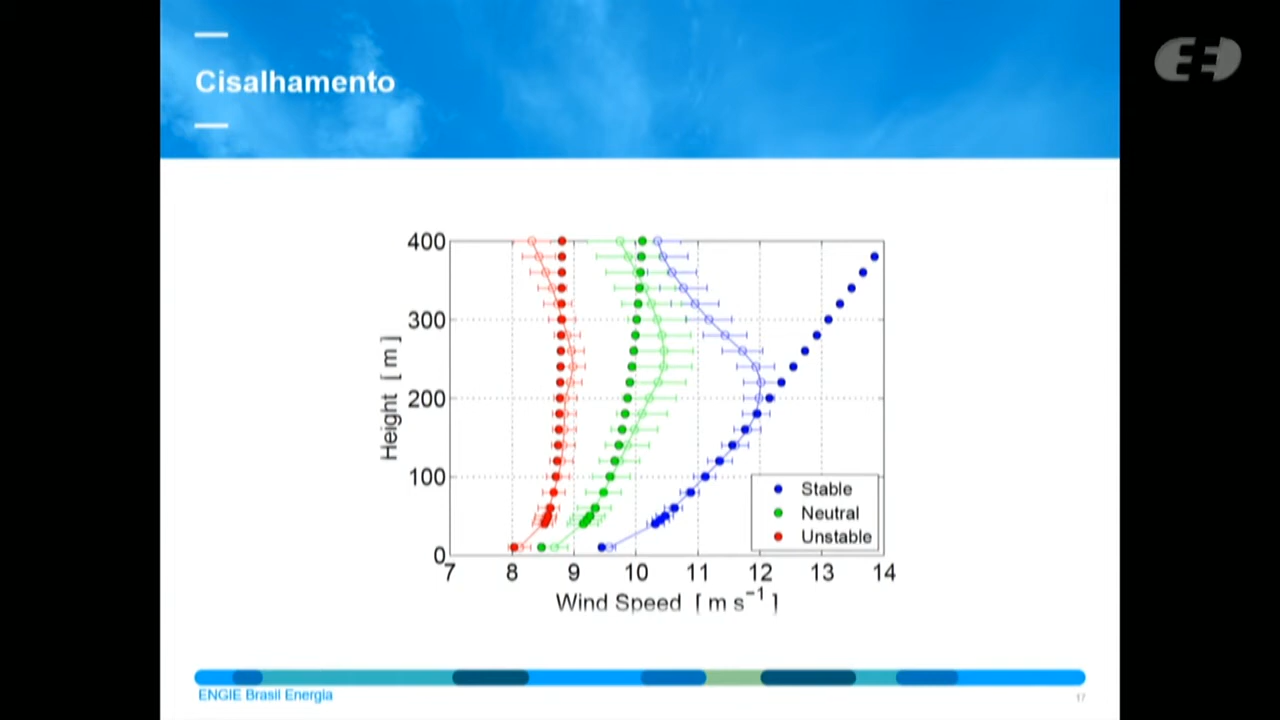 Cisalhamento
400
300
200
100
0
Height [ m ]
7 8 9 10 11 12 13 14
Wind Speed [ m s⁻¹ ]
Stable
Neutral
Unstable
ENGIE Brasil Energia
17